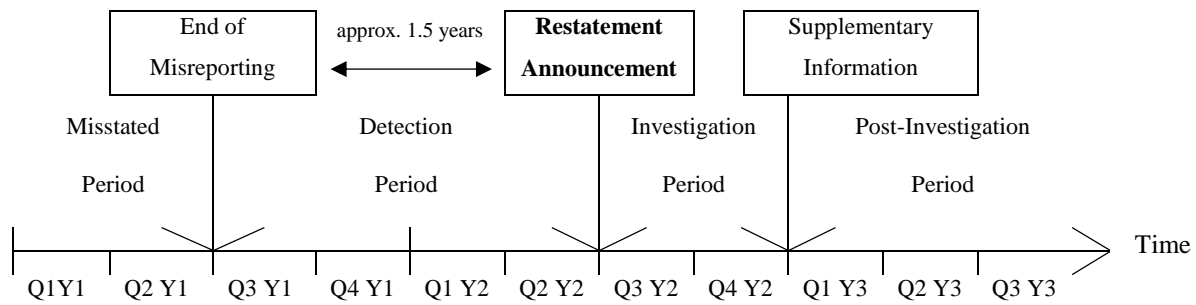 End of
Misreporting
approx. 1.5 years
Restatement
Announcement
Supplementary
Information
Misstated
Period
Detection
Period
Investigation
Period
Post-Investigation
Period
Time
Q1Y1 Q2 Y1 Q3 Y1 Q4 Y1 Q1 Y2 Q2 Y2 Q3 Y2 Q4 Y2 Q1 Y3 Q2 Y3 Q3 Y3